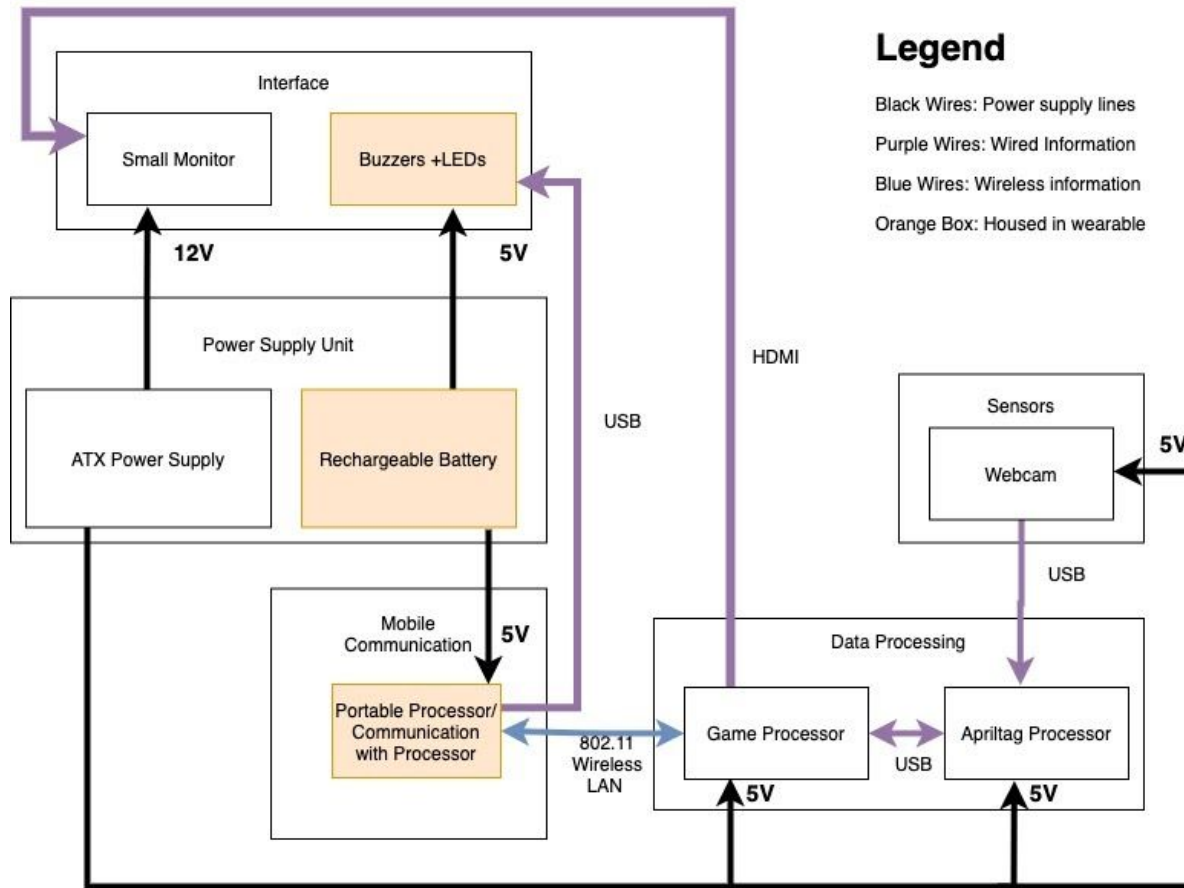 Legend
Black Wires: Power supply lines
Purple Wires: Wired Information
Blue Wires: Wireless information
Orange Box: Housed in wearable
Interface
Small Monitor
Buzzers +LEDs
12V
5V
Power Supply Unit
ATX Power Supply
Rechargeable Battery
HDMI
USB
Sensors
Webcam
5V
USB
Mobile
Communication
5V
Portable Processor/
Communication
with Processor
802.11
Wireless
LAN
Data Processing
Game Processor
USB
Apriltag Processor
5V
5V